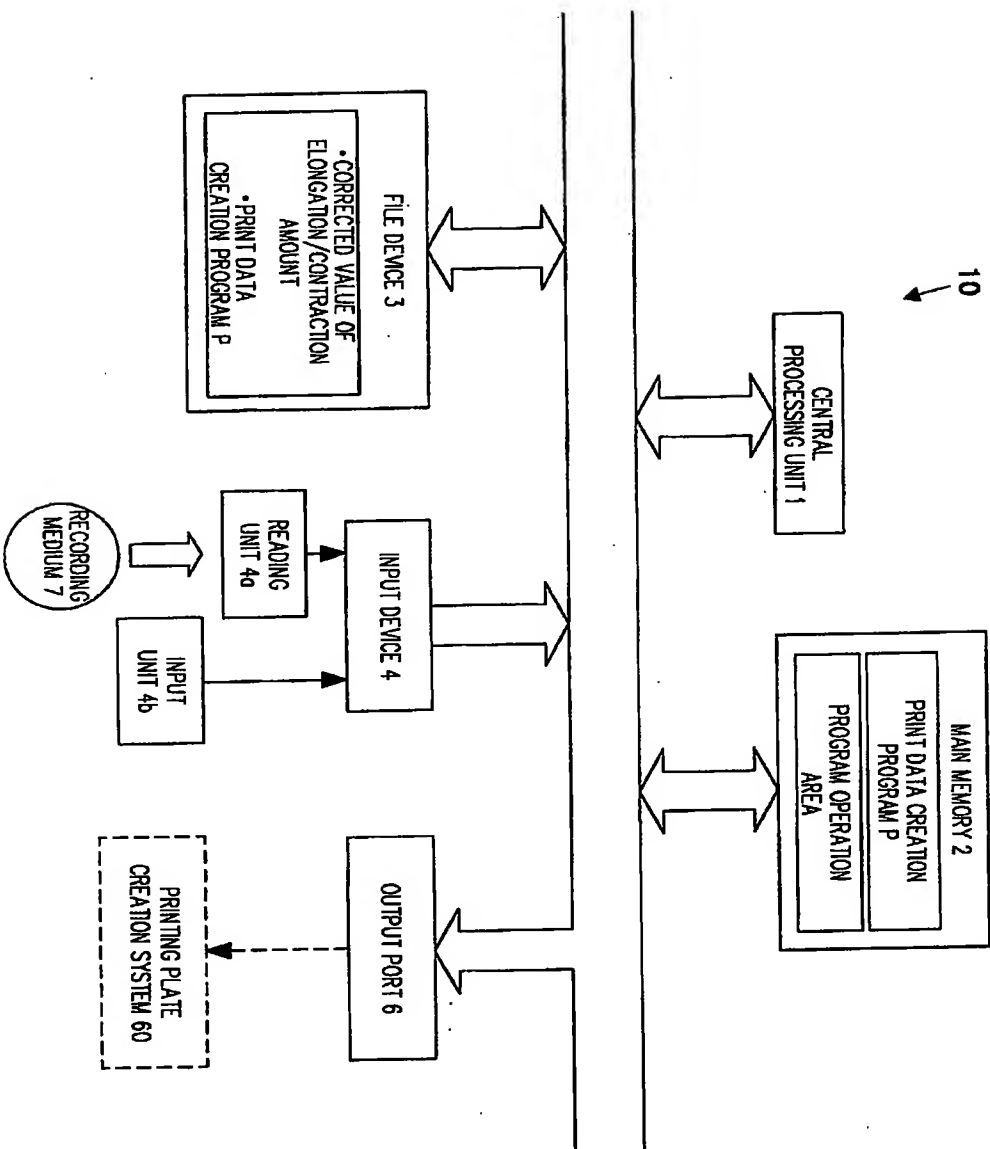 10
CENTRAL
PROCESSING UNIT 1
MAIN MEMORY 2
PRINT DATA CREATION
PROGRAM P
PROGRAM OPERATION
AREA
FILE DEVICE 3
•CORRECTED VALUE OF
ELONGATION/CONTRACTION
AMOUNT
•PRINT DATA
CREATION PROGRAM P
INPUT DEVICE 4
READING
UNIT 4a
RECORDING
MEDIUM 7
INPUT
UNIT 4b
OUTPUT PORT 6
PRINTING PLATE
CREATION SYSTEM 60